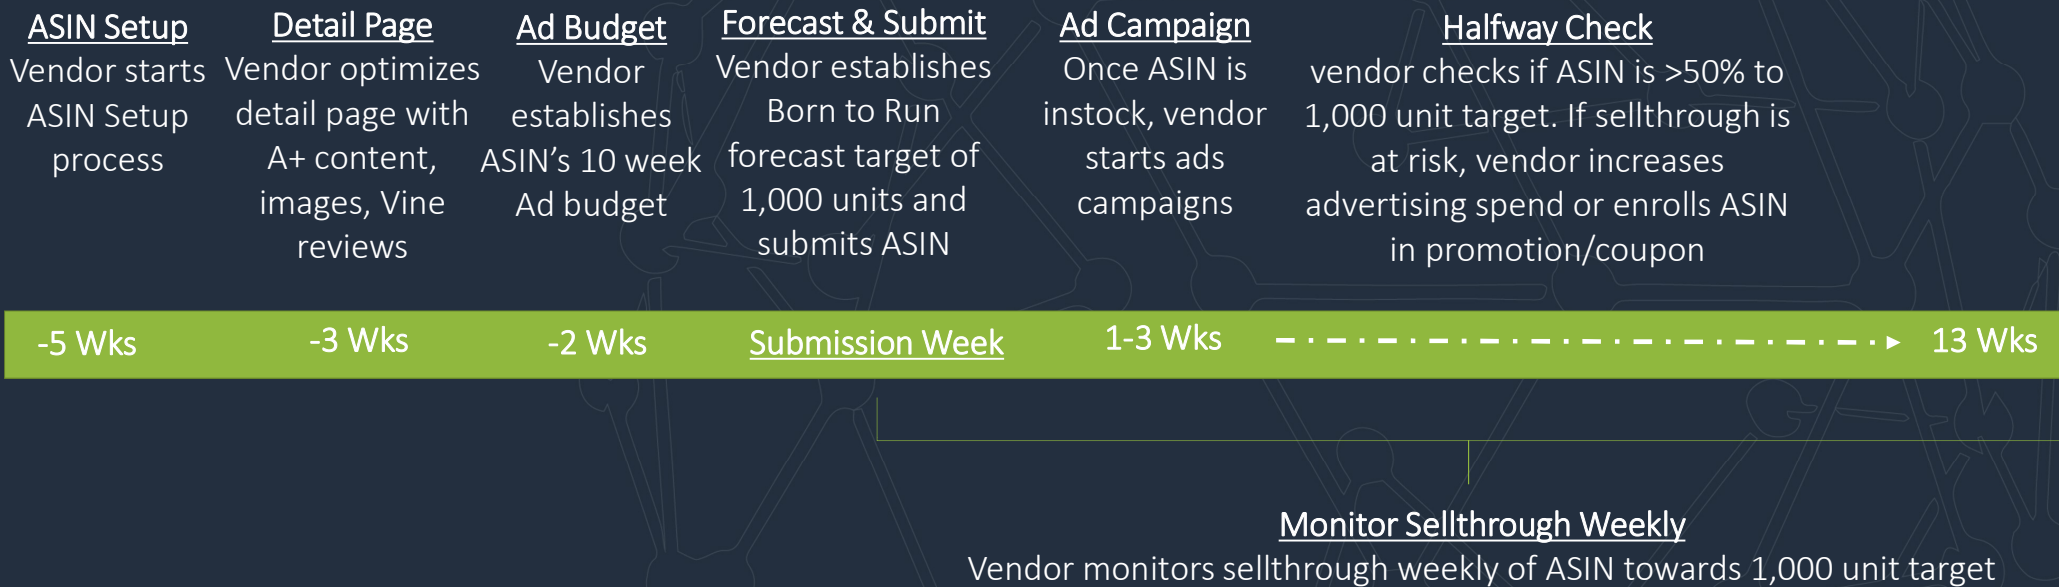 ASIN Setup
Vendor starts
ASIN Setup
process
Detail Page
Vendor optimizes
detail page with
A+ content,
images, Vine
reviews
Ad Budget
Vendor
establishes
ASIN’s 10 week
Ad budget
Forecast & Submit
Vendor establishes
Born to Run
forecast target of
1,000 units and
submits ASIN
Ad Campaign
Once ASIN is
instock, vendor
starts ads
campaigns
Halfway Check
vendor checks if ASIN is >50% to
1,000 unit target. If sellthrough is
at risk, vendor increases
advertising spend or enrolls ASIN
in promotion/coupon
-5 Wks
-3 Wks
-2 Wks
Submission Week
1-3 Wks
13 Wks
Monitor Sellthrough Weekly
Vendor monitors sellthrough weekly of ASIN towards 1,000 unit target